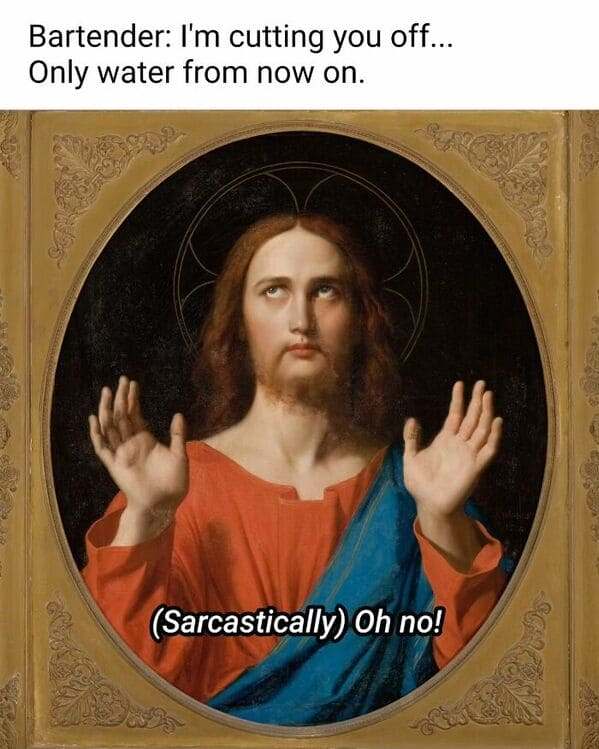 Bartender: I'm cutting you off...
Only water from now on.
(Sarcastically) Oh no!